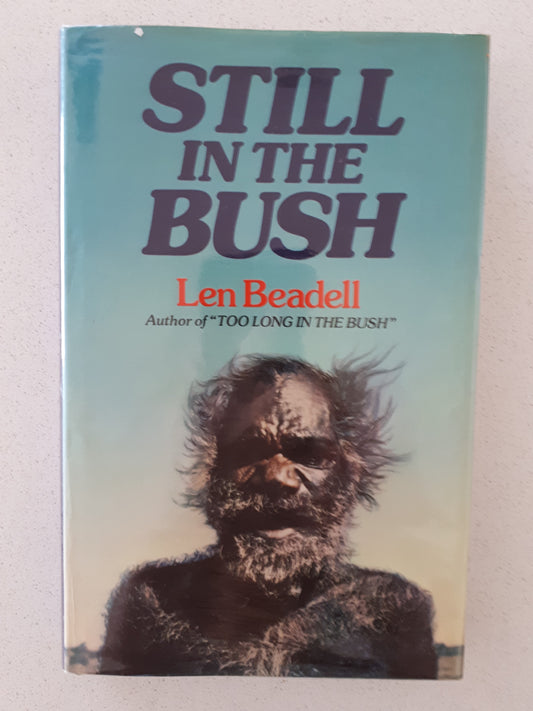 STILL
IN THE
BUSH
Len Beadell
Author of "TOO LONG IN THE BUSH"